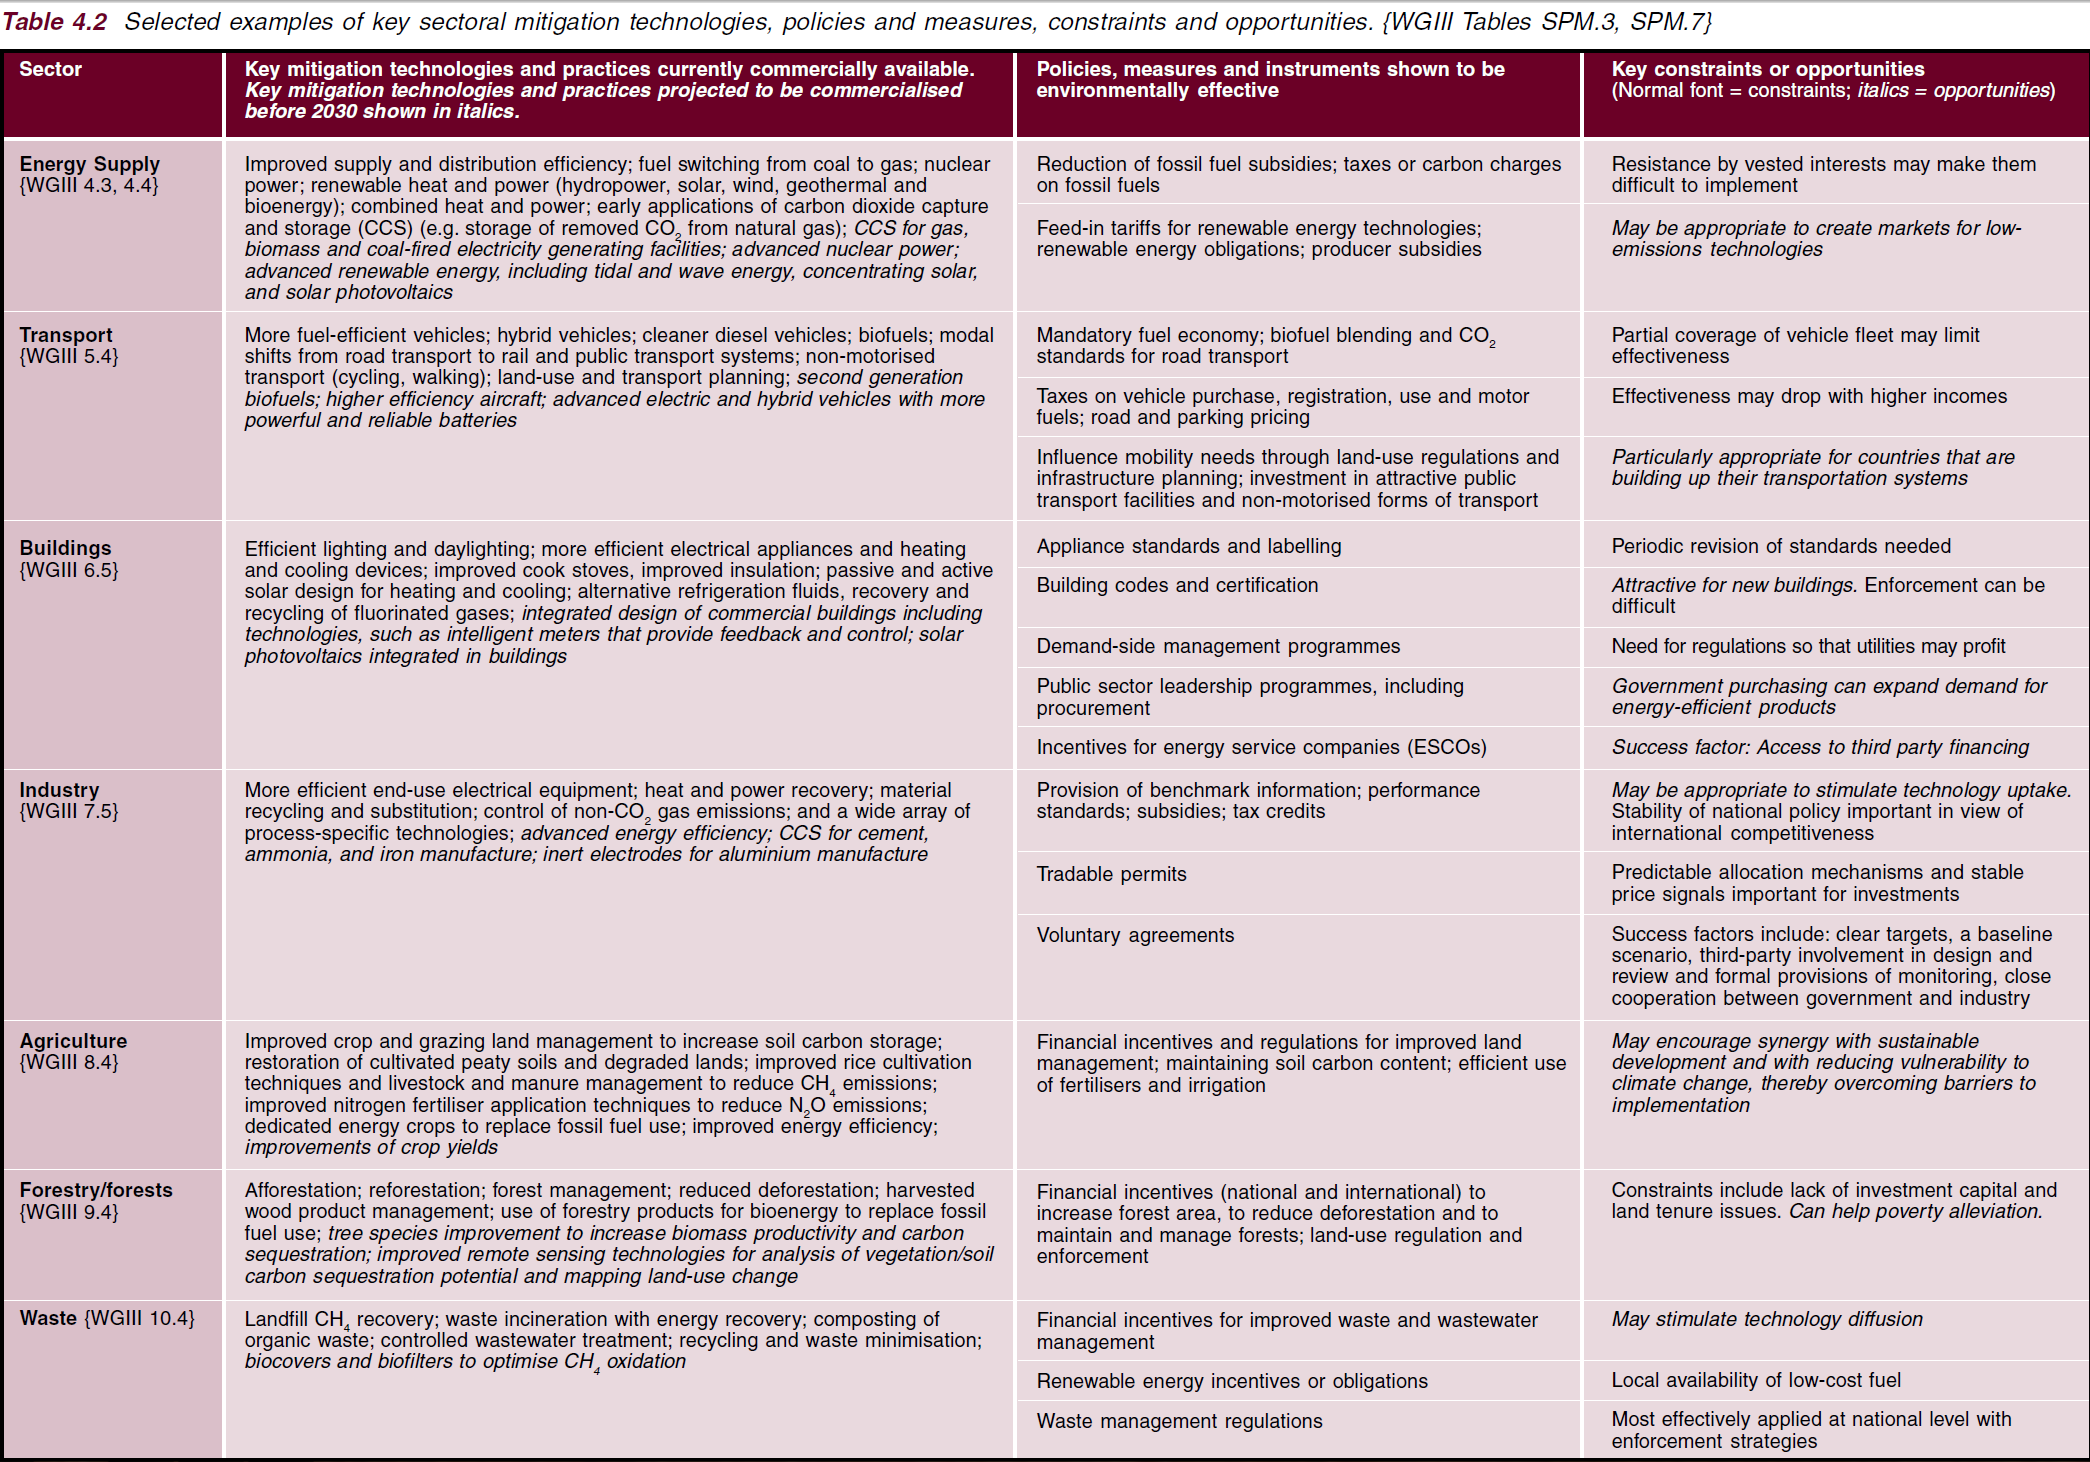 Table 4.2 Selected examples of key sectoral mitigation technologies, policies and measures, constraints and opportunities. {WGIII Tables SPM.3, SPM.7}
Sector
Key mitigation technologies and practices currently commercially available.
Key mitigation technologies and practices projected to be commercialised
before 2030 shown in italics.
Policies, measures and instruments shown to be
environmentally effective
Key constraints or opportunities
(Normal font = constraints; italics = opportunities)
Energy Supply
{WGIII 4.3, 4.4}
Improved supply and distribution efficiency; fuel switching from coal to gas; nuclear
power; renewable heat and power (hydropower, solar, wind, geothermal and
bioenergy); combined heat and power; early applications of carbon dioxide capture
and storage (CCS) (e.g. storage of removed CO2 from natural gas); CCS for gas,
biomass and coal-fired electricity generating facilities; advanced nuclear power;
advanced renewable energy, including tidal and wave energy, concentrating solar,
and solar photovoltaics
Reduction of fossil fuel subsidies; taxes or carbon charges
on fossil fuels
Resistance by vested interests may make them
difficult to implement
Feed-in tariffs for renewable energy technologies;
renewable energy obligations; producer subsidies
May be appropriate to create markets for low-
emissions technologies
Transport
{WGIII 5.4}
More fuel-efficient vehicles; hybrid vehicles; cleaner diesel vehicles; biofuels; modal
shifts from road transport to rail and public transport systems; non-motorised
transport (cycling, walking); land-use and transport planning; second generation
biofuels; higher efficiency aircraft; advanced electric and hybrid vehicles with more
powerful and reliable batteries
Mandatory fuel economy; biofuel blending and CO2
standards for road transport
Partial coverage of vehicle fleet may limit
effectiveness
Taxes on vehicle purchase, registration, use and motor
fuels; road and parking pricing
Effectiveness may drop with higher incomes
Influence mobility needs through land-use regulations and
infrastructure planning; investment in attractive public
transport facilities and non-motorised forms of transport
Particularly appropriate for countries that are
building up their transportation systems
Buildings
{WGIII 6.5}
Efficient lighting and daylighting; more efficient electrical appliances and heating
and cooling devices; improved cook stoves, improved insulation; passive and active
solar design for heating and cooling; alternative refrigeration fluids, recovery and
recycling of fluorinated gases; integrated design of commercial buildings including
technologies, such as intelligent meters that provide feedback and control; solar
photovoltaics integrated in buildings
Appliance standards and labelling
Periodic revision of standards needed
Building codes and certification
Attractive for new buildings. Enforcement can be
difficult
Demand-side management programmes
Need for regulations so that utilities may profit
Public sector leadership programmes, including
procurement
Government purchasing can expand demand for
energy-efficient products
Incentives for energy service companies (ESCOs)
Success factor: Access to third party financing
Industry
{WGIII 7.5}
More efficient end-use electrical equipment; heat and power recovery; material
recycling and substitution; control of non-CO2 gas emissions; and a wide array of
process-specific technologies; advanced energy efficiency; CCS for cement,
ammonia, and iron manufacture; inert electrodes for aluminium manufacture
Provision of benchmark information; performance
standards; subsidies; tax credits
May be appropriate to stimulate technology uptake.
Stability of national policy important in view of
international competitiveness
Tradable permits
Predictable allocation mechanisms and stable
price signals important for investments
Voluntary agreements
Success factors include: clear targets, a baseline
scenario, third-party involvement in design and
review and formal provisions of monitoring, close
cooperation between government and industry
Agriculture
{WGIII 8.4}
Improved crop and grazing land management to increase soil carbon storage;
restoration of cultivated peaty soils and degraded lands; improved rice cultivation
techniques and livestock and manure management to reduce CH4 emissions;
improved nitrogen fertiliser application techniques to reduce N2O emissions;
dedicated energy crops to replace fossil fuel use; improved energy efficiency;
improvements of crop yields
Financial incentives and regulations for improved land
management; maintaining soil carbon content; efficient use
of fertilisers and irrigation
May encourage synergy with sustainable
development and with reducing vulnerability to
climate change, thereby overcoming barriers to
implementation
Forestry/forests
{WGIII 9.4}
Afforestation; reforestation; forest management; reduced deforestation; harvested
wood product management; use of forestry products for bioenergy to replace fossil
fuel use; tree species improvement to increase biomass productivity and carbon
sequestration; improved remote sensing technologies for analysis of vegetation/soil
carbon sequestration potential and mapping land-use change
Financial incentives (national and international) to
increase forest area, to reduce deforestation and to
maintain and manage forests; land-use regulation and
enforcement
Constraints include lack of investment capital and
land tenure issues. Can help poverty alleviation.
Waste {WGIII 10.4}
Landfill CH4 recovery; waste incineration with energy recovery; composting of
organic waste; controlled wastewater treatment; recycling and waste minimisation;
biocovers and biofilters to optimise CH4 oxidation
Financial incentives for improved waste and wastewater
management
May stimulate technology diffusion
Renewable energy incentives or obligations
Local availability of low-cost fuel
Waste management regulations
Most effectively applied at national level with
enforcement strategies